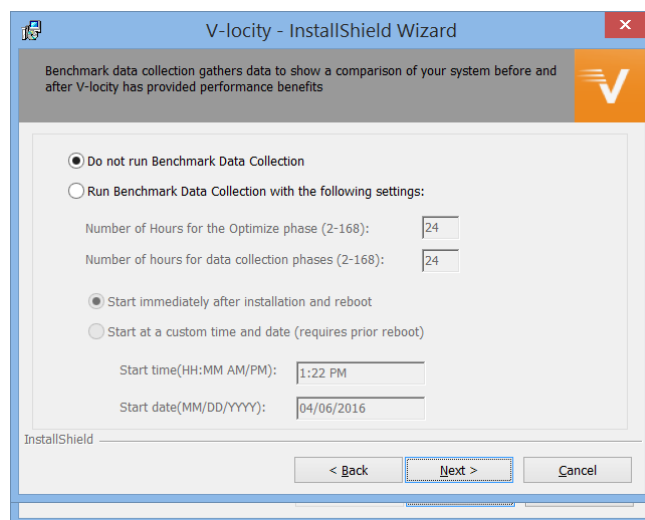 V-locity - InstallShield Wizard
Benchmark data collection gathers data to show a comparison of your system before and
after V-locity has provided performance benefits
V
Do not run Benchmark Data Collection
Run Benchmark Data Collection with the following settings:
Number of Hours for the Optimize phase (2-168): 24
Number of hours for data collection phases (2-168): 24
Start immediately after installation and reboot
Start at a custom time and date (requires prior reboot)
Start time(HH:MM AM/PM): 1:22 PM
Start date(MM/DD/YYYY): 04/06/2016
InstallShield
< Back Next > Cancel